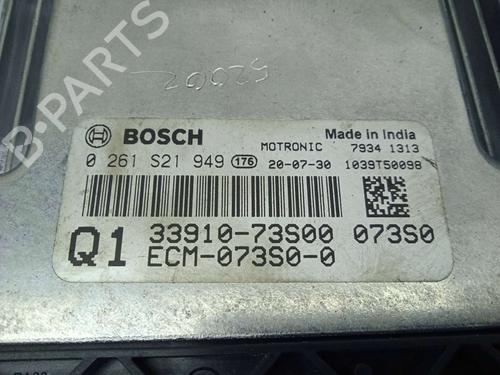 B-PARTS
20029
BOSCH
Made in India
MOTRONIC 7934 1313
0 261 S21 949 176 20-07-30 1039T50098
Q1 33910-73S00 073S0
ECM-073S0-0